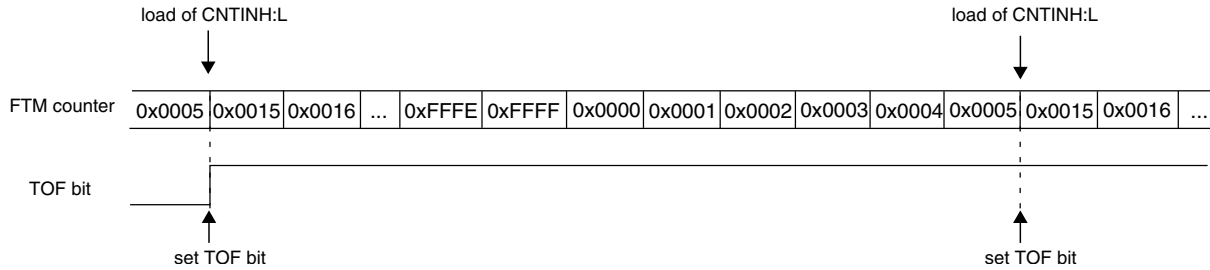 load of CNTINH:L load of CNTINH:L
FTM counter 0x0005 0x0015 0x0016 ... 0xFFFE 0xFFFF 0x0000 0x0001 0x0002 0x0003 0x0004 0x0005 0x0015 0x0016 ...
TOF bit
set TOF bit set TOF bit